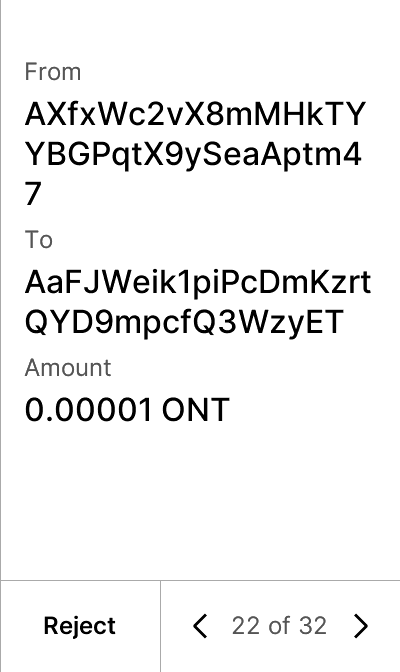 From
AXfxWc2vX8mMHkTY
YBGPqtX9ySeaAptm4
7
To
AaFJWeik1piPcDmKzrt
QYD9mpcfQ3WzyET
Amount
0.00001 ONT
Reject
22 of 32